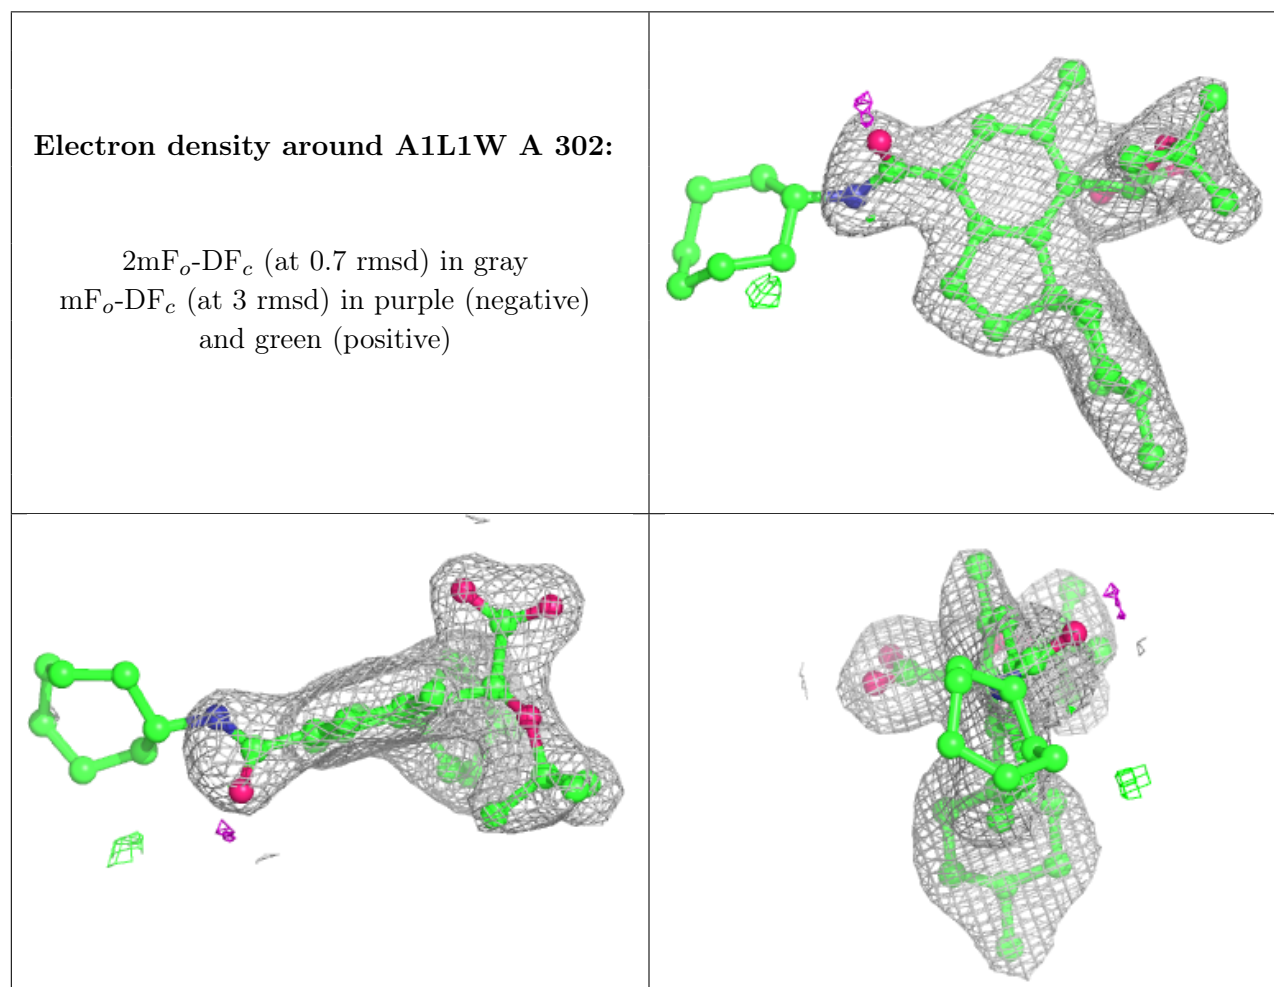 Electron density around A1L1W A 302:
2mFₒ-DF𝒸 (at 0.7 rmsd) in gray
mFₒ-DF𝒸 (at 3 rmsd) in purple (negative)
and green (positive)